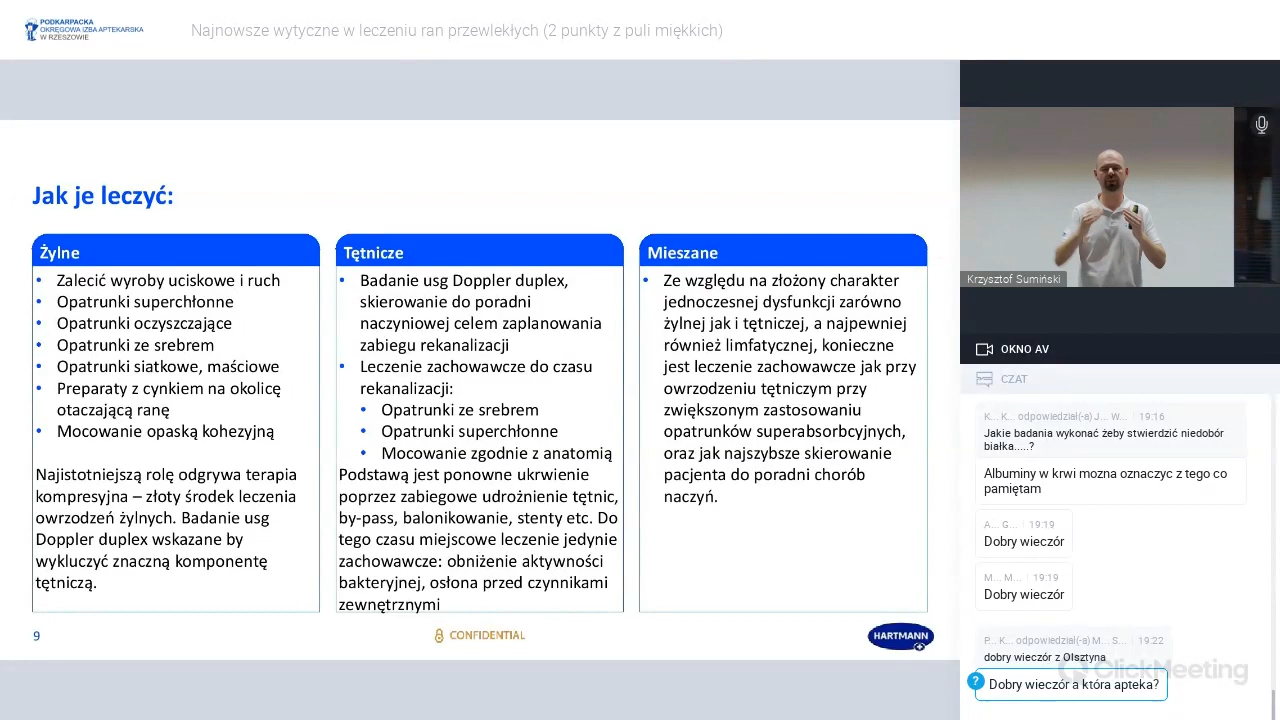 PODKARPACKA
OKRĘGOWA IZBA APTEKARSKA
W RZESZOWIE
Najnowsze wytyczne w leczeniu ran przewlekłych (2 punkty z puli miękkich)
Jak je leczyć:
Żylne
• Zalecić wyroby uciskowe i ruch
• Opatrunki superchłonne
• Opatrunki oczyszczające
• Opatrunki ze srebrem
• Opatrunki siatkowe, maściowe
• Preparaty z cynkiem na okolicę
otaczającą ranę
• Mocowanie opaską kohezyjną
Najistotniejszą rolę odgrywa terapia
kompresyjna – złoty środek leczenia
owrzodzeń żylnych. Badanie usg
Doppler duplex wskazane by
wykluczyć znaczną komponentę
tętniczą.
Tętnicze
• Badanie usg Doppler duplex,
skierowanie do poradni
naczyniowej celem zaplanowania
zabiegu rekanalizacji
• Leczenie zachowawcze do czasu
rekanalizacji:
• Opatrunki ze srebrem
• Opatrunki superchłonne
• Mocowanie zgodnie z anatomią
Podstawą jest ponowne ukrwienie
poprzez zabiegowe udrożnienie tętnic,
by-pass, balonikowanie, stenty etc. Do
tego czasu miejscowe leczenie jedynie
zachowawcze: obniżenie aktywności
bakteryjnej, osłona przed czynnikami
zewnętrznymi
Mieszane
• Ze względu na złożony charakter
jednoczesnej dysfunkcji zarówno
żylnej jak i tętniczej, a najpewniej
również limfatycznej, konieczne
jest leczenie zachowawcze jak przy
owrzodzeniu tętniczym przy
zwiększonym zastosowaniu
opatrunków superabsorbcyjnych,
oraz jak najszybsze skierowanie
pacjenta do poradni chorób
naczyń.
9
CONFIDENTIAL
HARTMANN
Krzysztof Sumiński
OKNO AV
CZAT
K... K... odpowiedział(-a) J... W... 19:16
Jakie badania wykonać żeby stwierdzić niedobór
białka.....?
Albuminy w krwi mozna oznaczyc z tego co
pamiętam
A... G... 19:19
Dobry wieczór
M... M... 19:19
Dobry wieczór
P... K... odpowiedział(-a) M... S... 19:22
dobry wieczór z Olsztyna
? Dobry wieczór a która apteka?
ClickMeeting